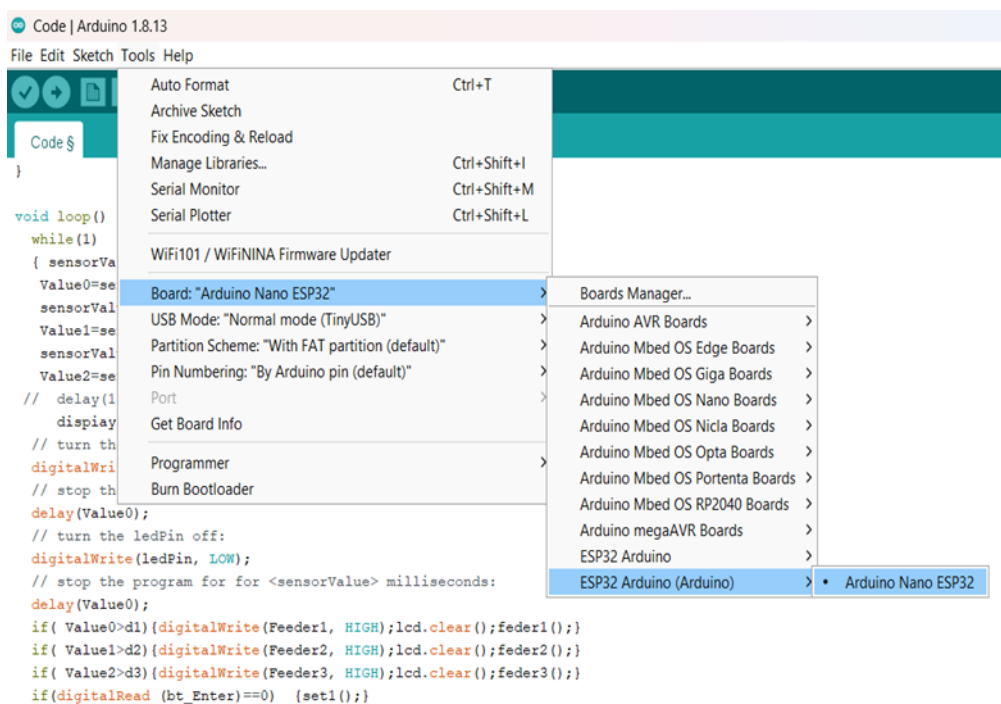 Code | Arduino 1.8.13
File Edit Sketch Tools Help
Code §
Auto Format Ctrl+T
Archive Sketch
Fix Encoding & Reload
Manage Libraries... Ctrl+Shift+I
Serial Monitor Ctrl+Shift+M
Serial Plotter Ctrl+Shift+L
WiFi101 / WiFiNINA Firmware Updater
Board: "Arduino Nano ESP32"
USB Mode: "Normal mode (TinyUSB)"
Partition Scheme: "With FAT partition (default)"
Pin Numbering: "By Arduino pin (default)"
Port
Get Board Info
Programmer
Burn Bootloader
Boards Manager...
Arduino AVR Boards
Arduino Mbed OS Edge Boards
Arduino Mbed OS Giga Boards
Arduino Mbed OS Nano Boards
Arduino Mbed OS Nicla Boards
Arduino Mbed OS Opta Boards
Arduino Mbed OS Portenta Boards
Arduino Mbed OS RP2040 Boards
Arduino megaAVR Boards
ESP32 Arduino
ESP32 Arduino (Arduino)
Arduino Nano ESP32
}
void loop()
while(1)
{ sensorVa
Value0=se
sensorVal
Value1=se
sensorVal
Value2=se
// delay(1
dispiay
// turn th
digitalWri
// stop th
delay(Value0);
// turn the ledPin off:
digitalWrite(ledPin, LOW);
// stop the program for for <sensorValue> milliseconds:
delay(Value0);
if( Value0>d1){digitalWrite(Feeder1, HIGH);lcd.clear();feder1();}
if( Value1>d2){digitalWrite(Feeder2, HIGH);lcd.clear();feder2();}
if( Value2>d3){digitalWrite(Feeder3, HIGH);lcd.clear();feder3();}
if(digitalRead (bt_Enter)==0) {set1();}